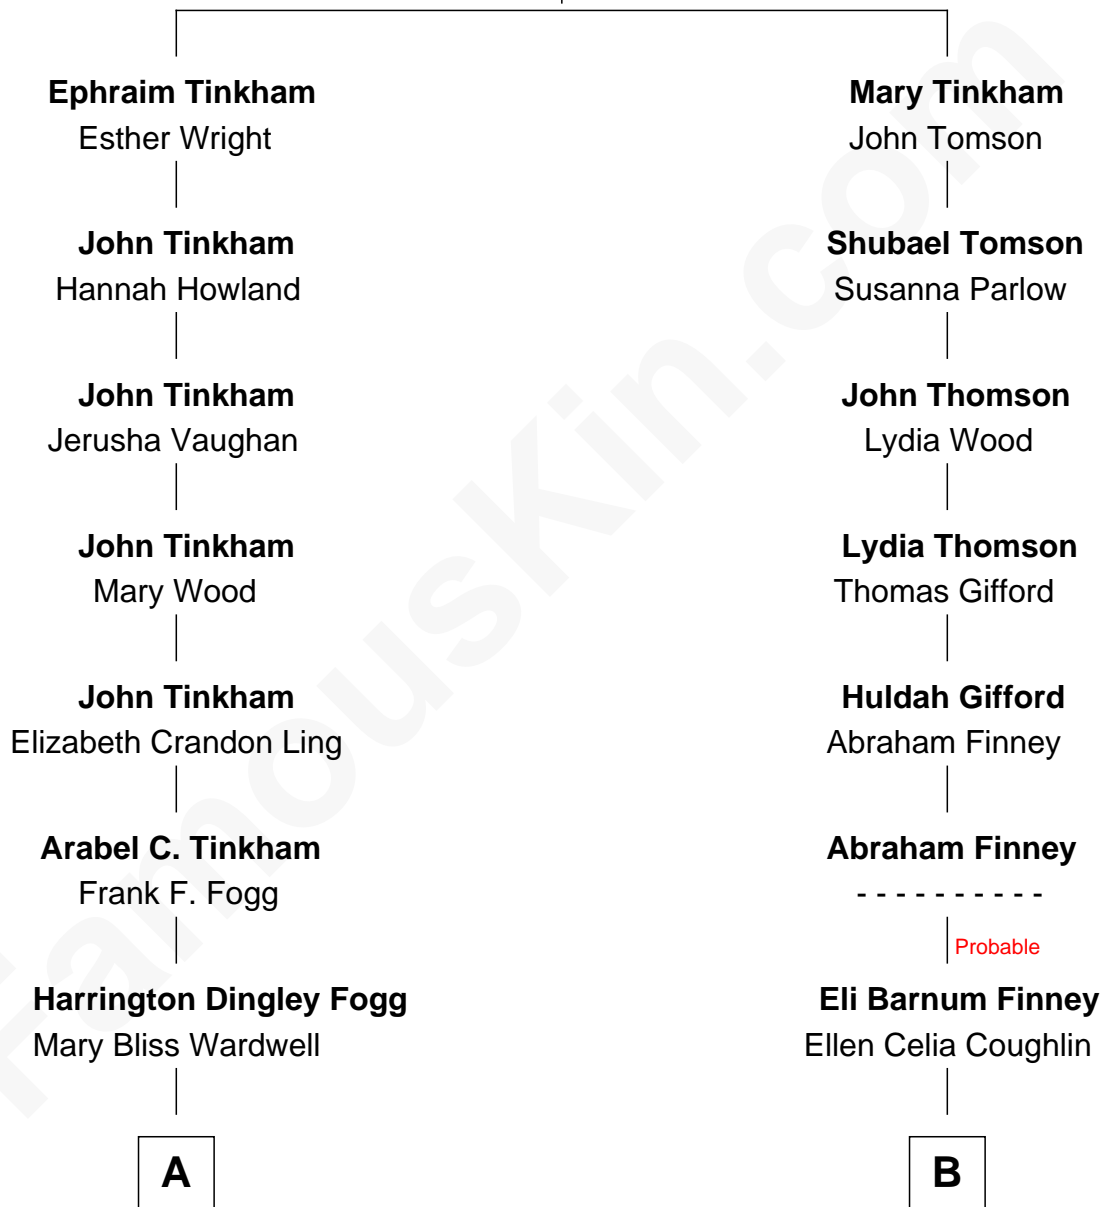 Ephraim Tinkham
Esther Wright
Mary Tinkham
John Tomson
John Tinkham
Hannah Howland
Shubael Tomson
Susanna Parlow
John Tinkham
Jerusha Vaughan
John Thomson
Lydia Wood
John Tinkham
Mary Wood
Lydia Thomson
Thomas Gifford
John Tinkham
Elizabeth Crandon Ling
Huldah Gifford
Abraham Finney
Arabel C. Tinkham
Frank F. Fogg
Abraham Finney
- - - - - - - - - -
Probable
Harrington Dingley Fogg
Mary Bliss Wardwell
Eli Barnum Finney
Ellen Celia Coughlin
A
B
FamousKin.com